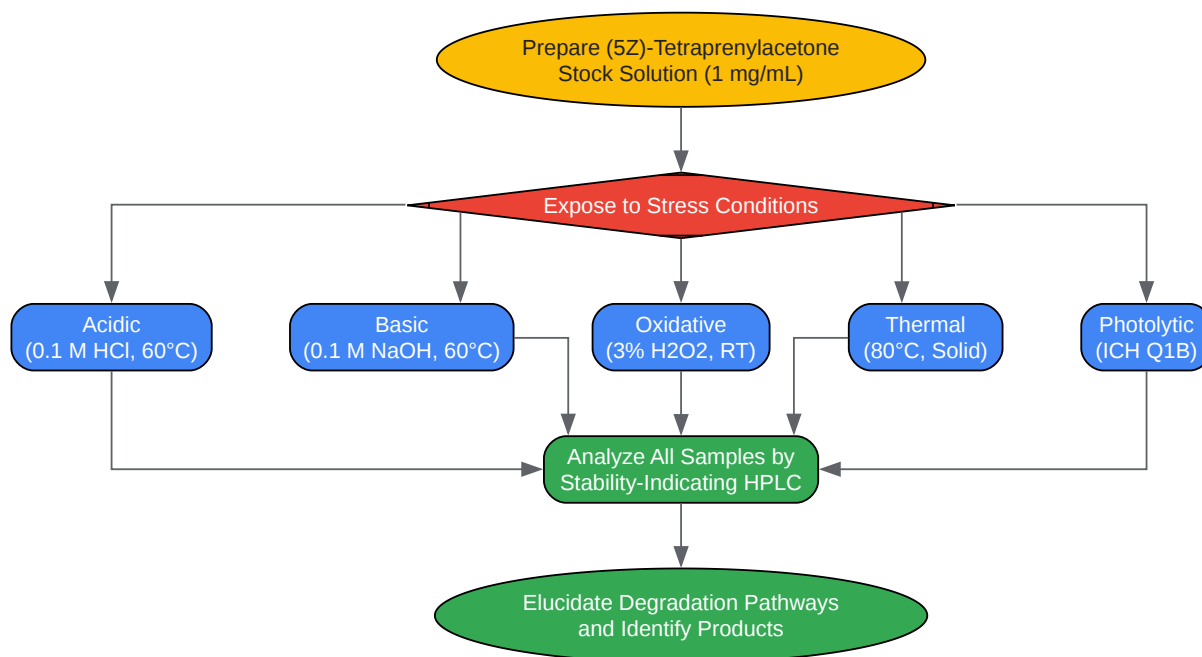 Prepare (5Z)-Tetraprenylacetone
Stock Solution (1 mg/mL)
Expose to Stress Conditions
Acidic
(0.1 M HCl, 60°C)
Basic
(0.1 M NaOH, 60°C)
Oxidative
(3% H2O2, RT)
Thermal
(80°C, Solid)
Photolytic
(ICH Q1B)
Analyze All Samples by
Stability-Indicating HPLC
Elucidate Degradation Pathways
and Identify Products